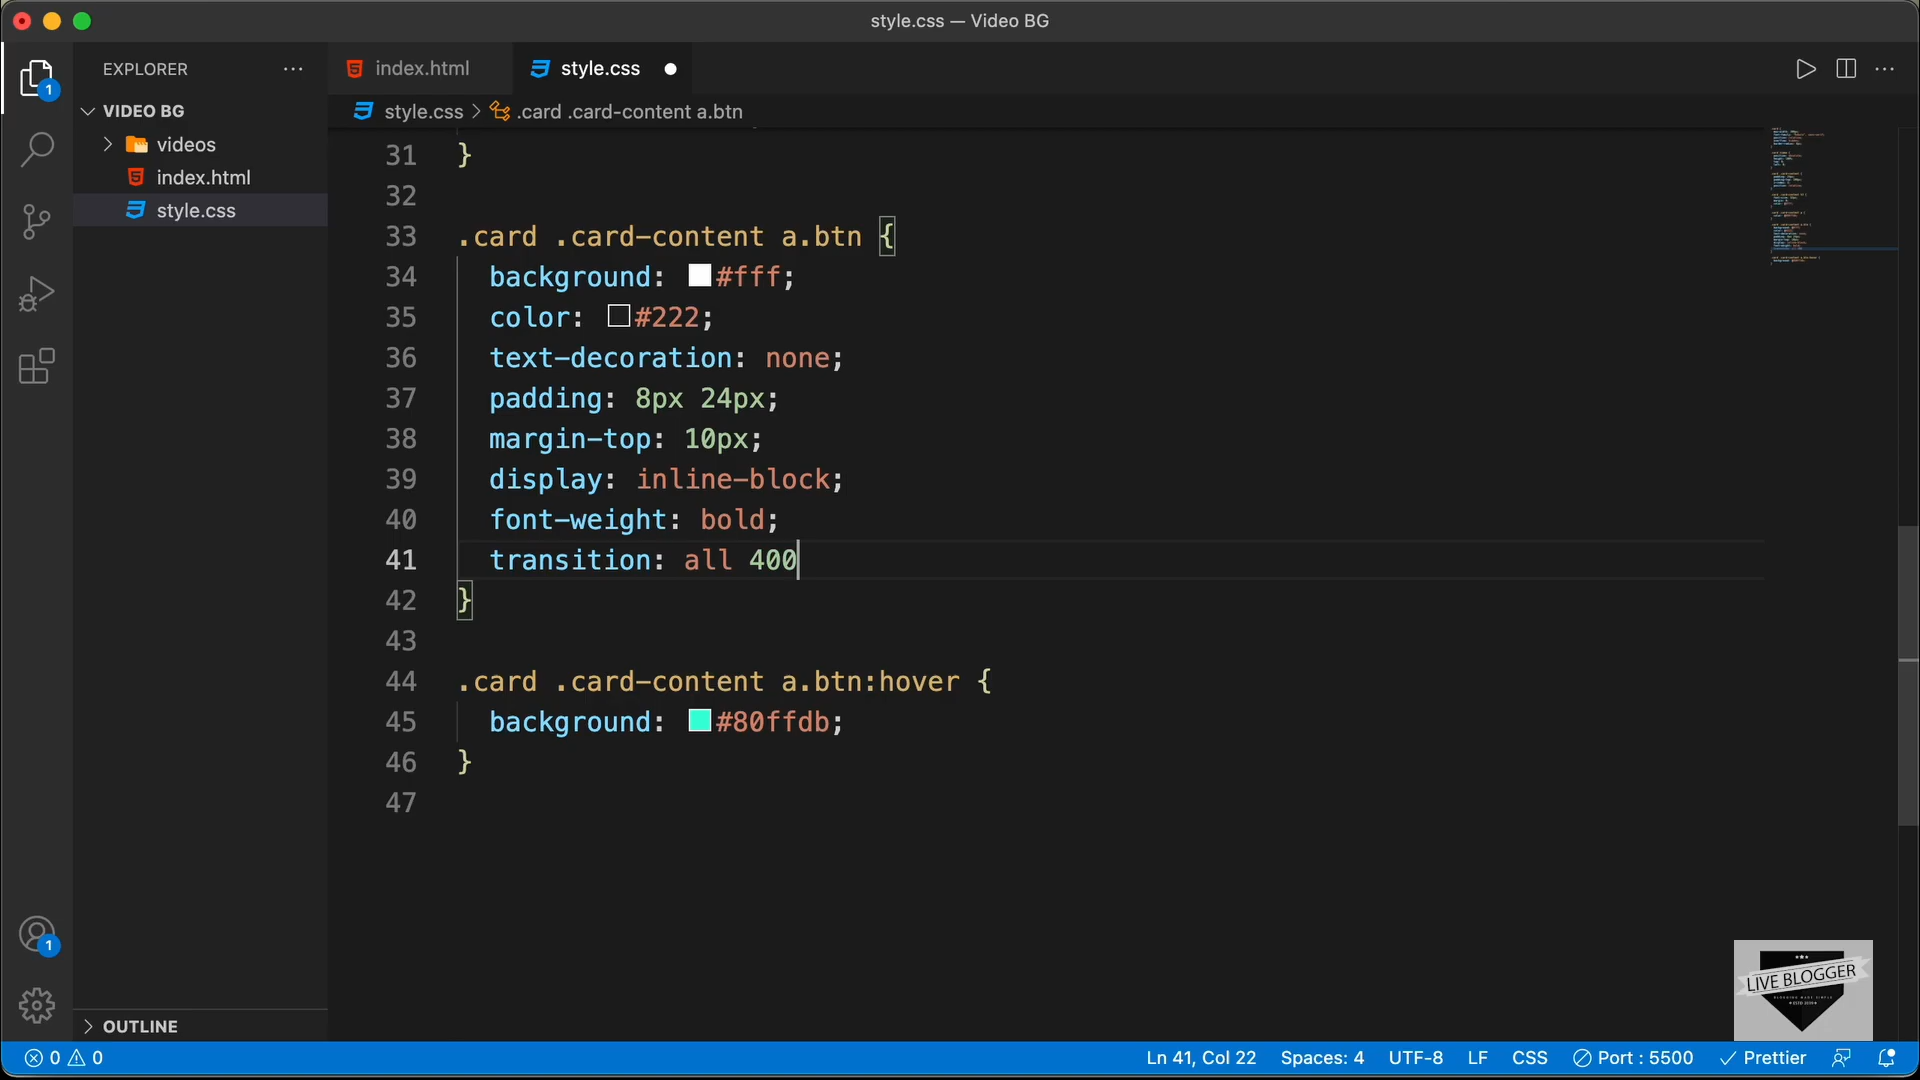 style.css — Video BG
EXPLORER
index.html
style.css
1
VIDEO BG
style.css > .card .card-content a.btn
videos
index.html
style.css
31 }
32
33 .card .card-content a.btn {
34 background: #fff;
35 color: #222;
36 text-decoration: none;
37 padding: 8px 24px;
38 margin-top: 10px;
39 display: inline-block;
40 font-weight: bold;
41 transition: all 400
42 }
43
44 .card .card-content a.btn:hover {
45 background: #80ffdb;
46 }
47
1
LIVE BLOGGER
OUTLINE
0 0
Ln 41, Col 22
Spaces: 4
UTF-8
LF
CSS
Port : 5500
Prettier